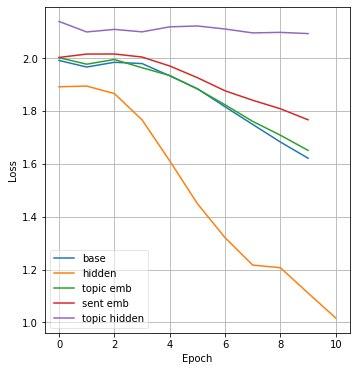 2.0
1.8
1.6
1.4
1.2
1.0
Loss
base
hidden
topic emb
sent emb
topic hidden
0 2 4 6 8 10
Epoch